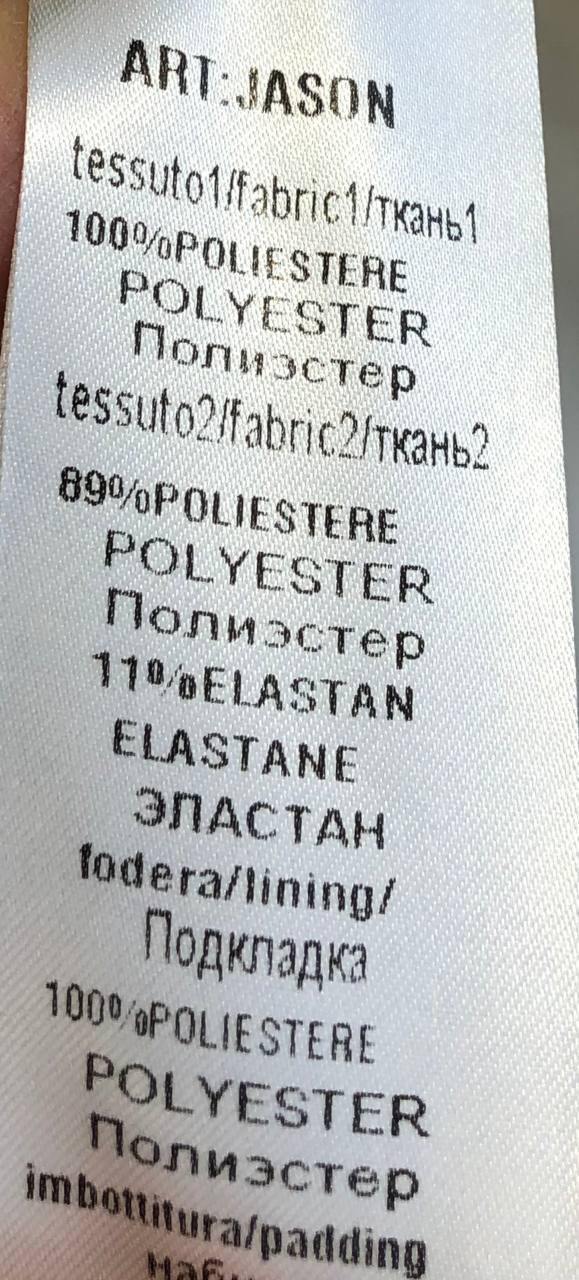 ART:JASON
tessuto1/fabric1/ткань1
100%POLIESTERE
POLYESTER
Полиэстер
tessuto2/fabric2/ткань2
89%POLIESTERE
POLYESTER
Полиэстер
11%ELASTAN
ELASTANE
ЭЛАСТАН
fodera/lining/
Подкладка
100%POLIESTERE
POLYESTER
Полиэстер
imbottitura/padding